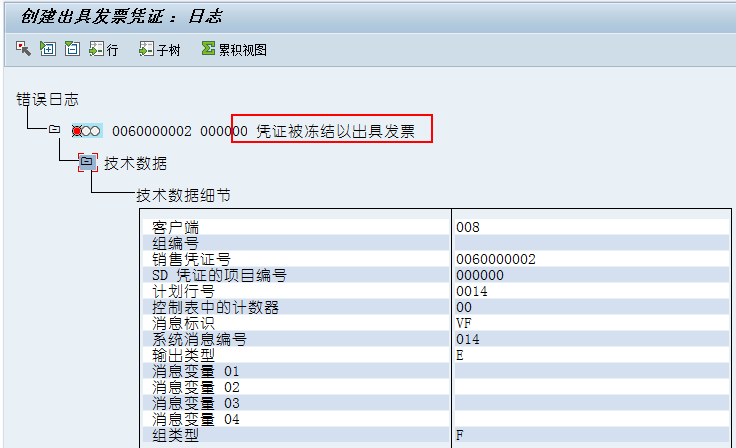 创建出具发票凭证：日志
行 子树 累积视图
错误日志
0060000002 000000 凭证被冻结以出具发票
技术数据
技术数据细节
客户端 008
组编号
销售凭证号 0060000002
SD 凭证的项目编号 000000
计划行号 0014
控制表中的计数器 00
消息标识 VF
系统消息编号 014
输出类型 E
消息变量 01
消息变量 02
消息变量 03
消息变量 04
组类型 F